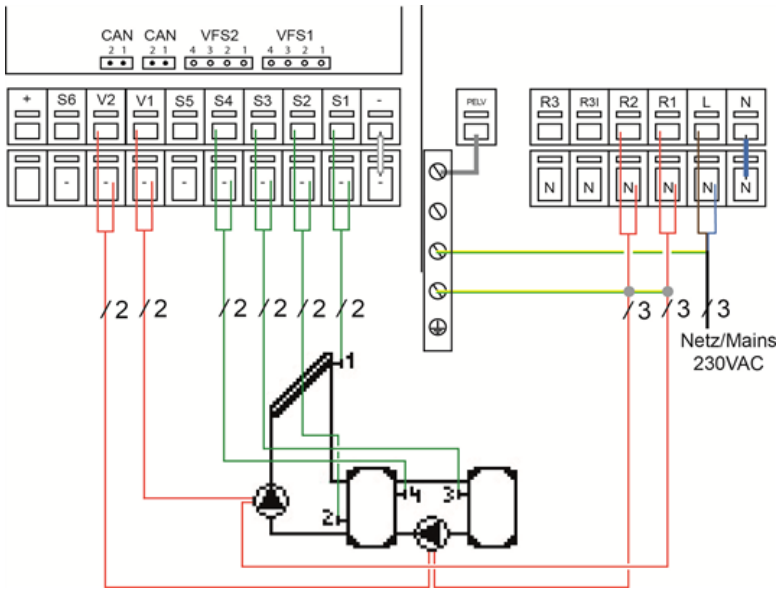 CAN CAN VFS2 VFS1
2 1 2 1 4 3 2 1 4 3 2 1
+ S6 V2 V1 S5 S4 S3 S2 S1 -
- - - - - - - - -
PELV
R3 R3I R2 R1 L N
N N N N N N
2 2 2 2 2 2
3 3 3
Netz/Mains
230VAC
1
2 4 3